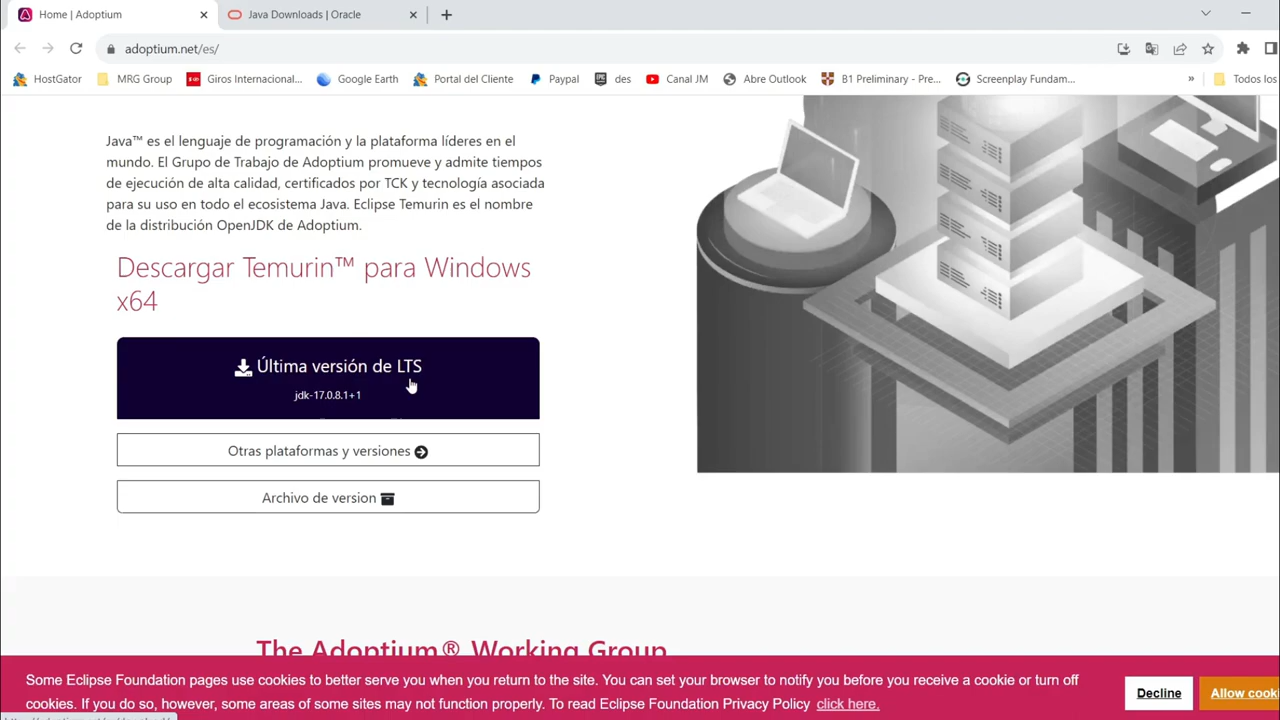 Home | Adoptium
Java Downloads | Oracle
adoptium.net/es/
HostGator
MRG Group
Giros Internacional...
Google Earth
Portal del Cliente
Paypal
des
Canal JM
Abre Outlook
B1 Preliminary - Pre...
Screenplay Fundam...
»
Todos los
Java™ es el lenguaje de programación y la plataforma líderes en el
mundo. El Grupo de Trabajo de Adoptium promueve y admite tiempos
de ejecución de alta calidad, certificados por TCK y tecnología asociada
para su uso en todo el ecosistema Java. Eclipse Temurin es el nombre
de la distribución OpenJDK de Adoptium.
Descargar Temurin™ para Windows
x64
Última versión de LTS
jdk-17.0.8.1+1
Otras plataformas y versiones
Archivo de version
The Adoptium® Working Group
Some Eclipse Foundation pages use cookies to better serve you when you return to the site. You can set your browser to notify you before you receive a cookie or turn off
cookies. If you do so, however, some areas of some sites may not function properly. To read Eclipse Foundation Privacy Policy click here.
Decline
Allow cook